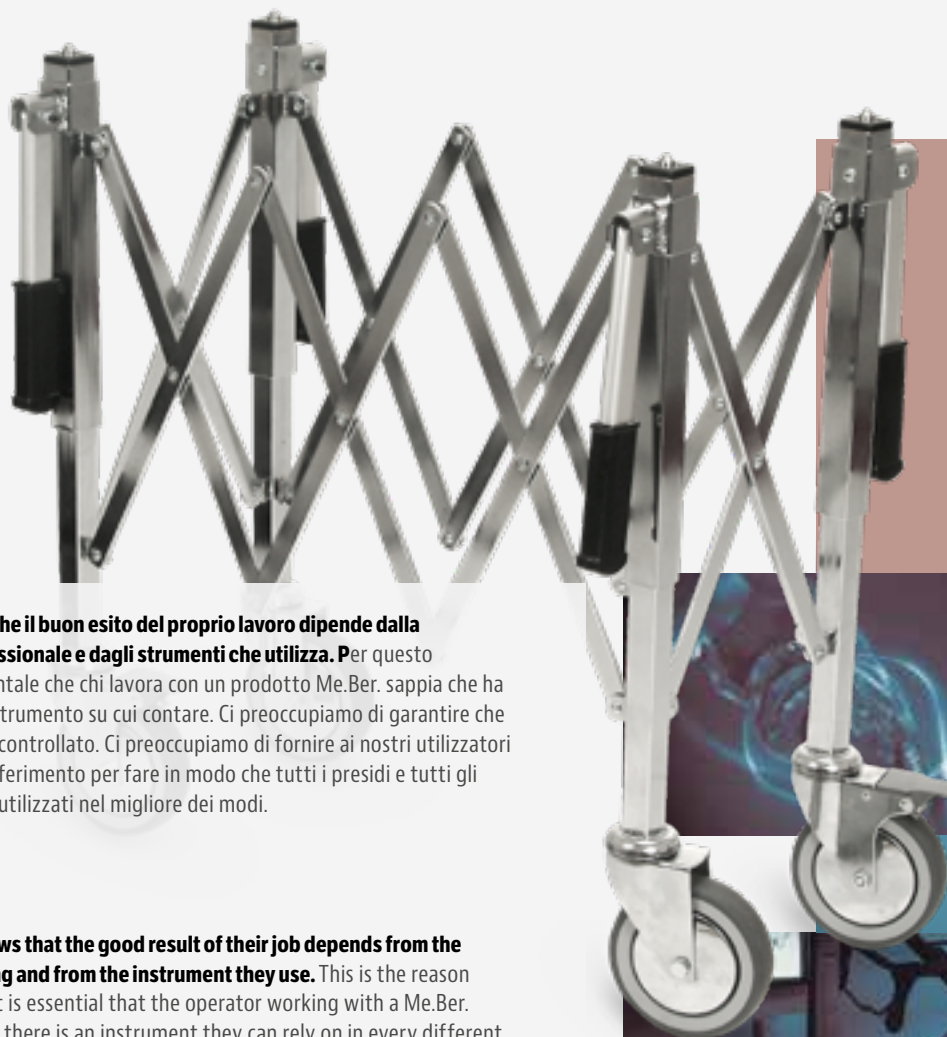 he il buon esito del proprio lavoro dipende dalla
ssionale e dagli strumenti che utilizza. Per questo
ntale che chi lavora con un prodotto Me.Ber. sappia che ha
trumento su cui contare. Ci preoccupiamo di garantire che
controllato. Ci preoccupiamo di fornire ai nostri utilizzatori
ferimento per fare in modo che tutti i presidi e tutti gli
utilizzati nel migliore dei modi.
ws that the good result of their job depends from the
g and from the instrument they use. This is the reason
t is essential that the operator working with a Me.Ber.
there is an instrument they can rely on in every different